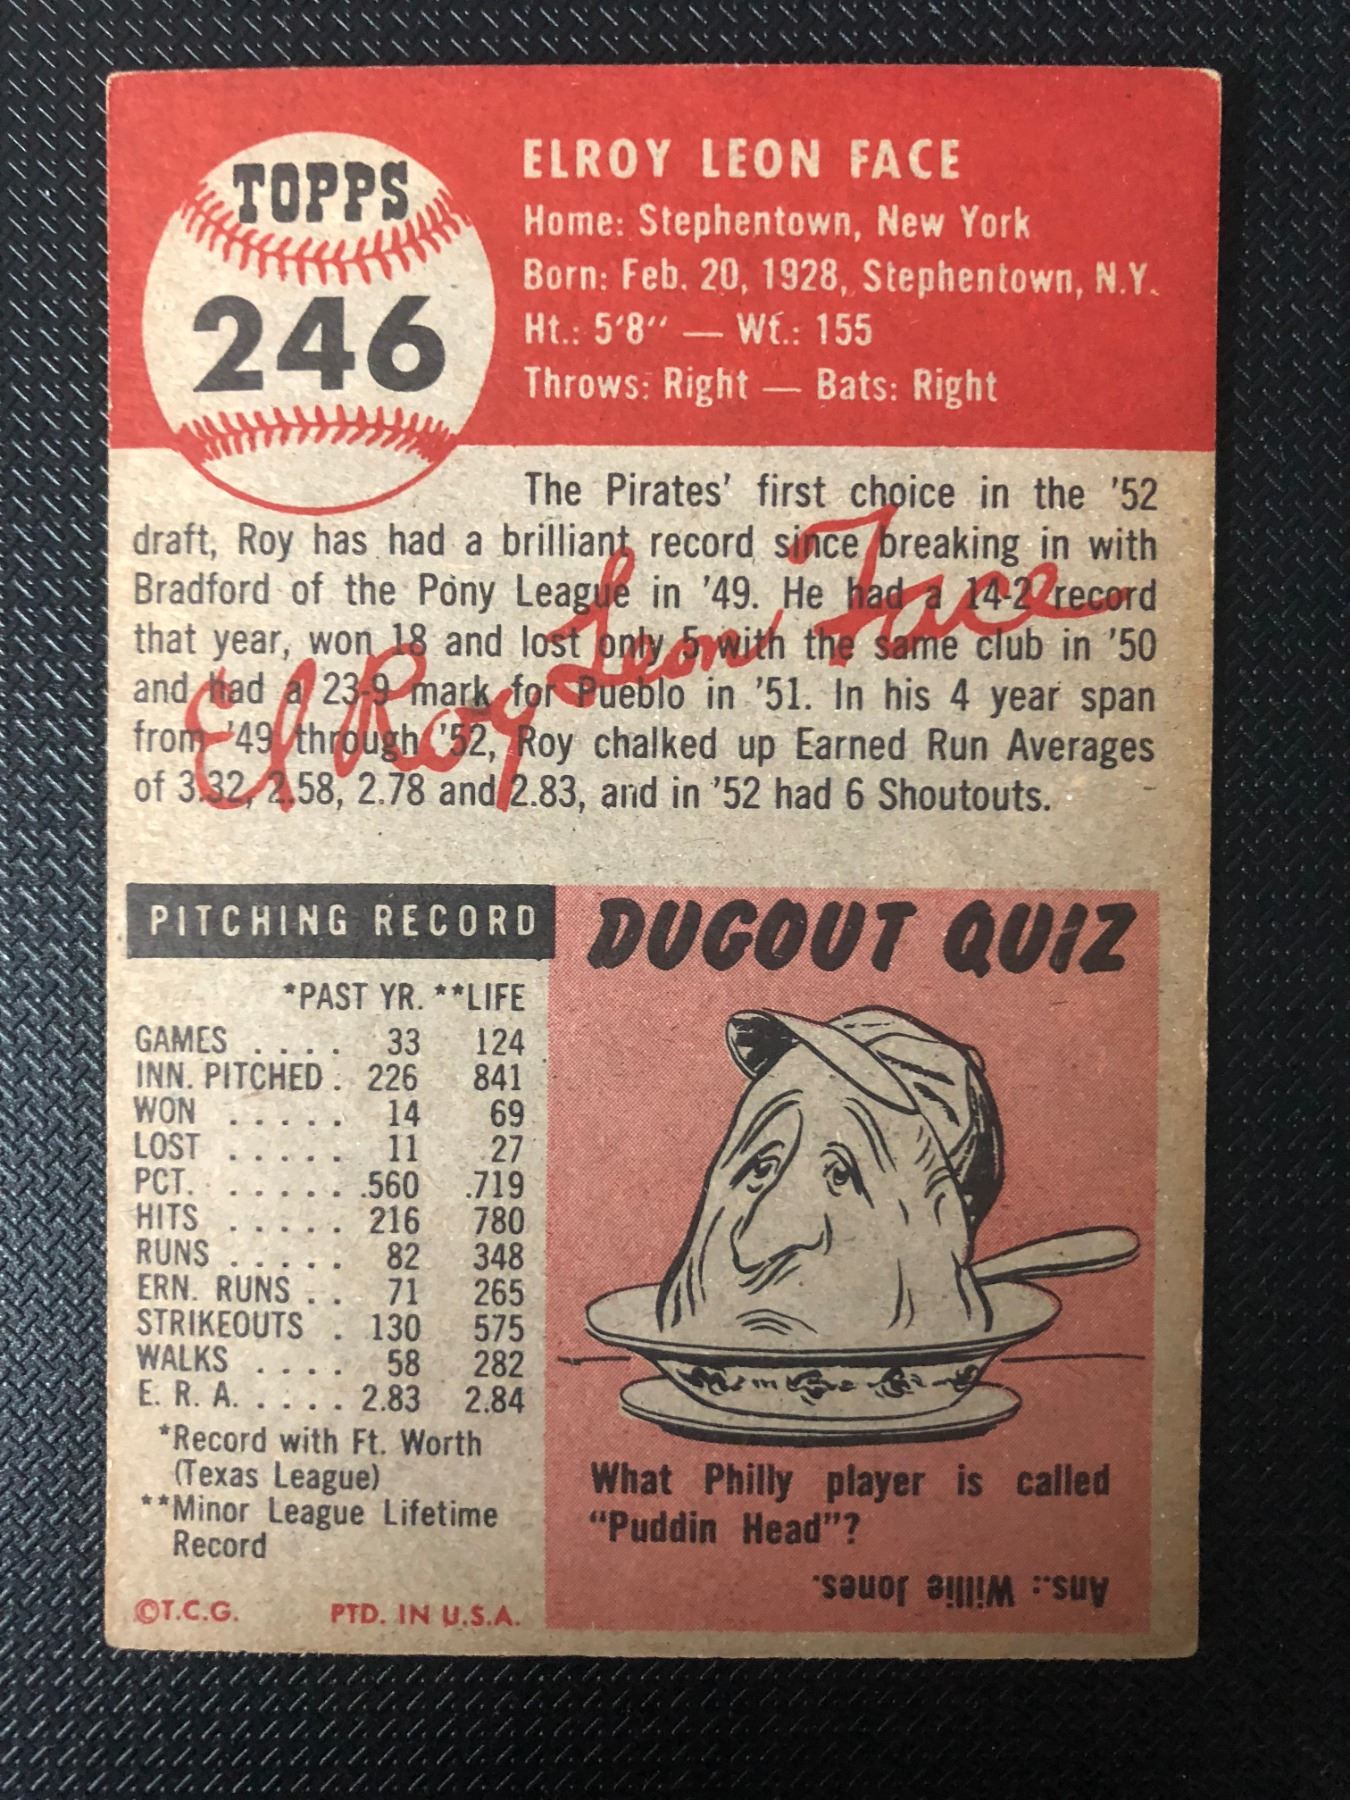 TOPPS
246
ELROY LEON FACE
Home: Stephentown, New York
Born: Feb. 20, 1928, Stephentown, N.Y.
Ht.: 5'8" — Wt.: 155
Throws: Right — Bats: Right
The Pirates' first choice in the '52
draft, Roy has had a brilliant record since breaking in with
Bradford of the Pony League in '49. He had a 14-2 record
that year, won 18 and lost only 5 with the same club in '50
and had a 23-9 mark for Pueblo in '51. In his 4 year span
from '49 through '52, Roy chalked up Earned Run Averages
of 3.32, 2.58, 2.78 and 2.83, and in '52 had 6 Shoutouts.
El Roy Leon Face
PITCHING RECORD
*PAST YR. **LIFE
GAMES . . . . 33 124
INN. PITCHED . 226 841
WON . . . . . 14 69
LOST . . . . . 11 27
PCT. . . . . . . .560 .719
HITS . . . . . 216 780
RUNS . . . . . 82 348
ERN. RUNS . . 71 265
STRIKEOUTS . 130 575
WALKS . . . . 58 282
E. R. A. . . . . . 2.83 2.84
*Record with Ft. Worth
(Texas League)
**Minor League Lifetime
Record
©T.C.G. PTD. IN U.S.A.
DUGOUT QUIZ
What Philly player is called
"Puddin Head"?
Ans.: Willie Jones.